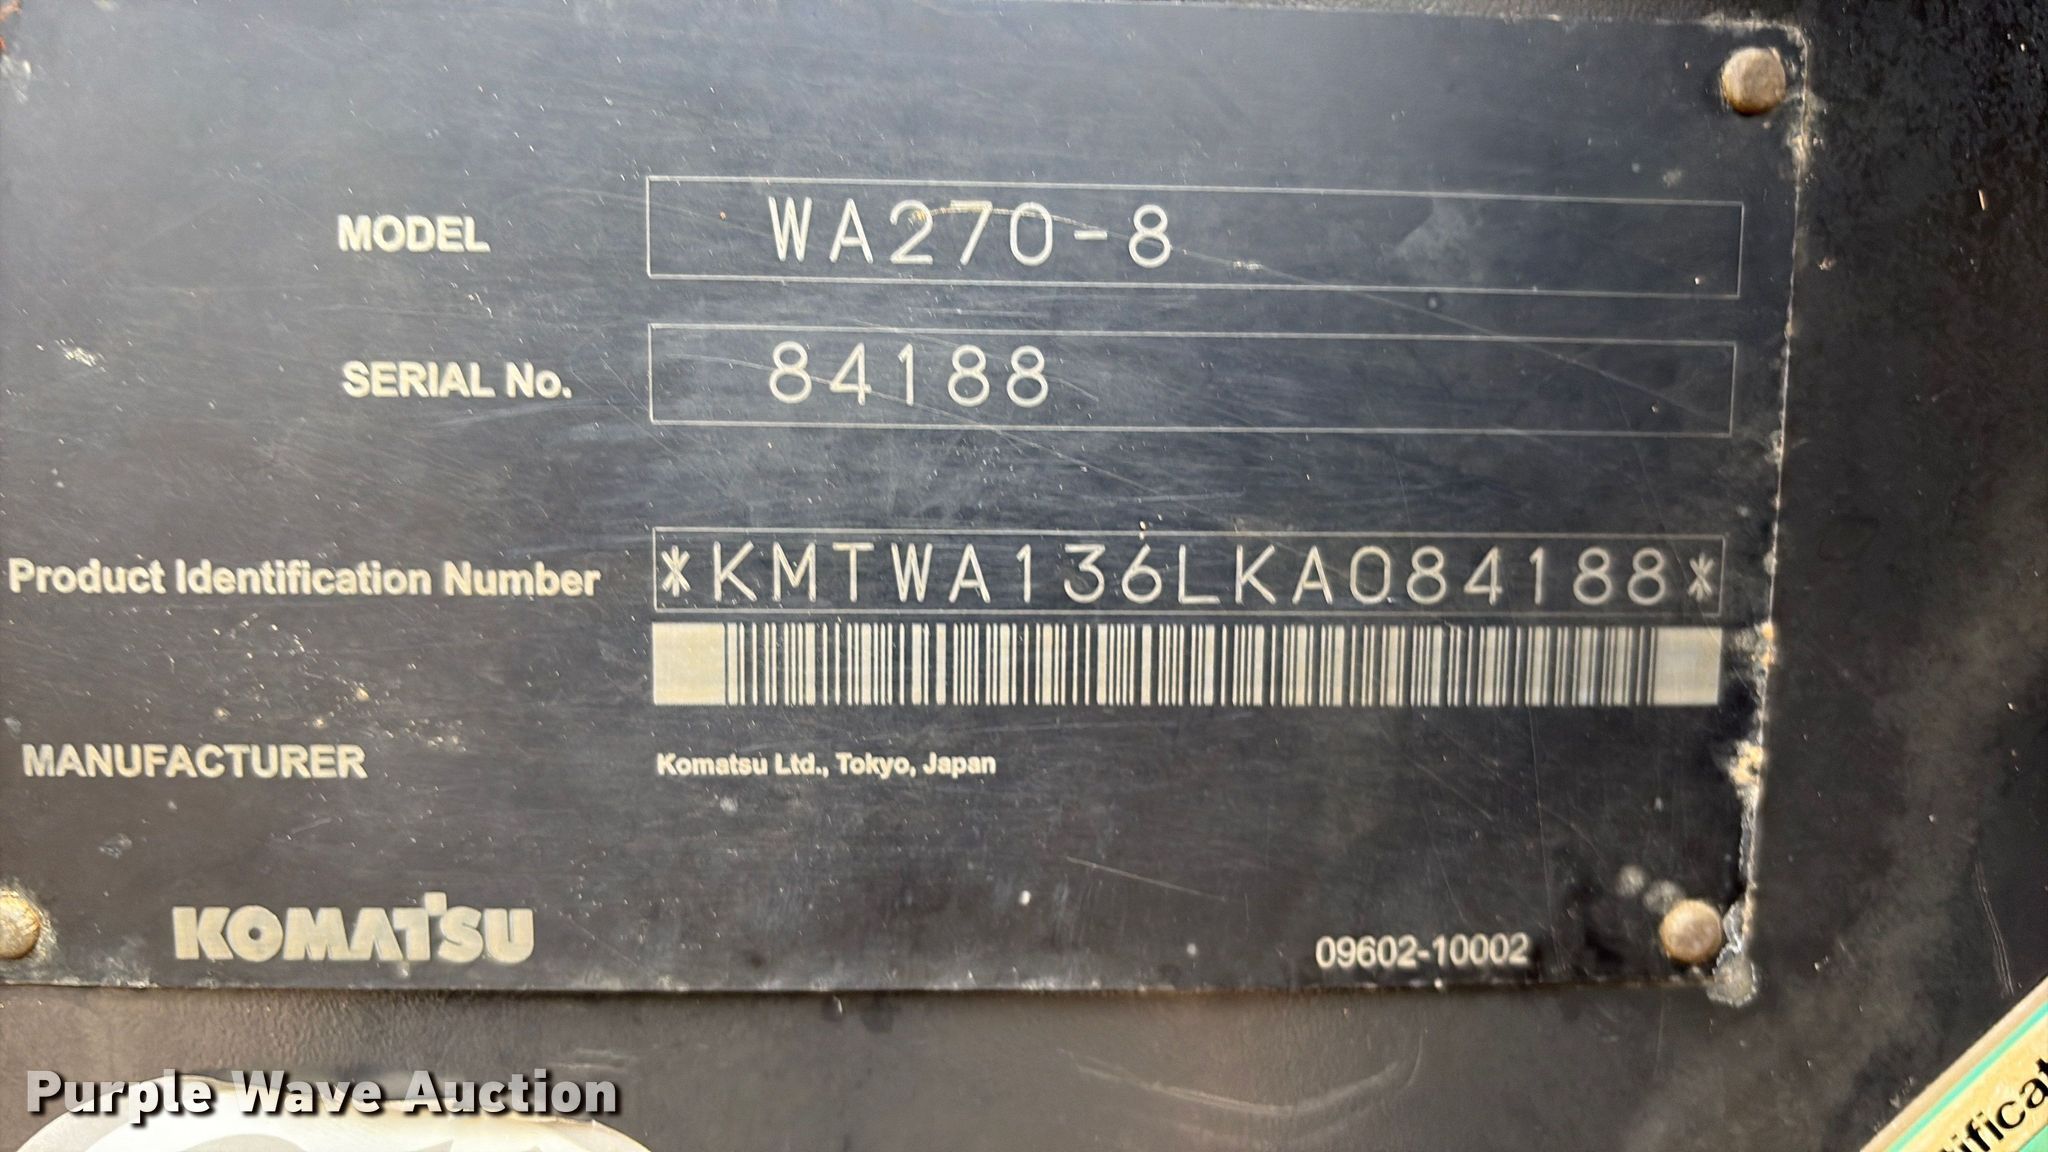 MODEL WA270-8
SERIAL No. 84188
Product Identification Number *KMTWA136LKA084188*
MANUFACTURER Komatsu Ltd., Tokyo, Japan
KOMATSU
09602-10002
Purple Wave Auction